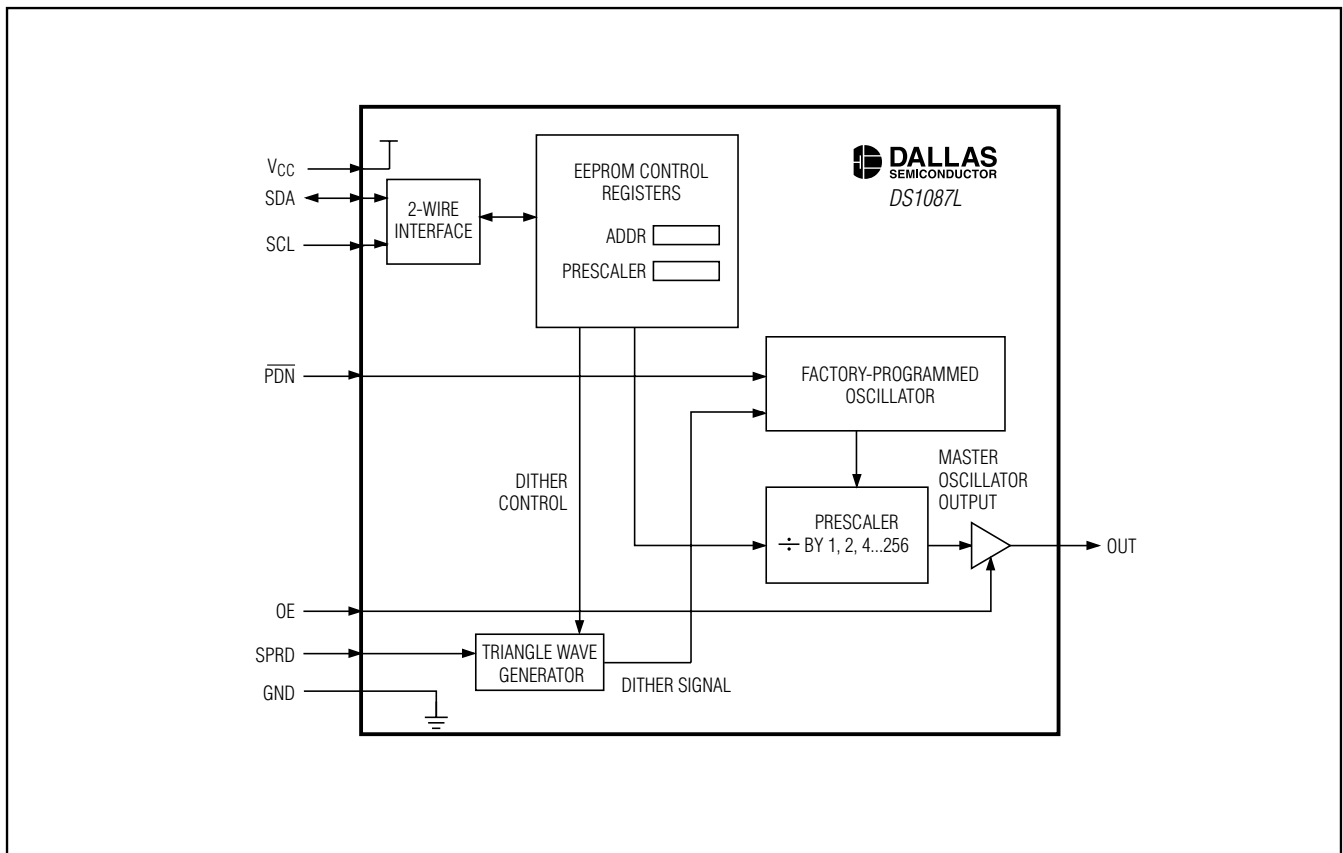 DALLAS
SEMICONDUCTOR
DS1087L
VCC
SDA
SCL
2-WIRE
INTERFACE
EEPROM CONTROL
REGISTERS
ADDR
PRESCALER
PDN
FACTORY-PROGRAMMED
OSCILLATOR
DITHER
CONTROL
MASTER
OSCILLATOR
OUTPUT
PRESCALER
÷ BY 1, 2, 4...256
OUT
OE
SPRD
GND
TRIANGLE WAVE
GENERATOR
DITHER SIGNAL